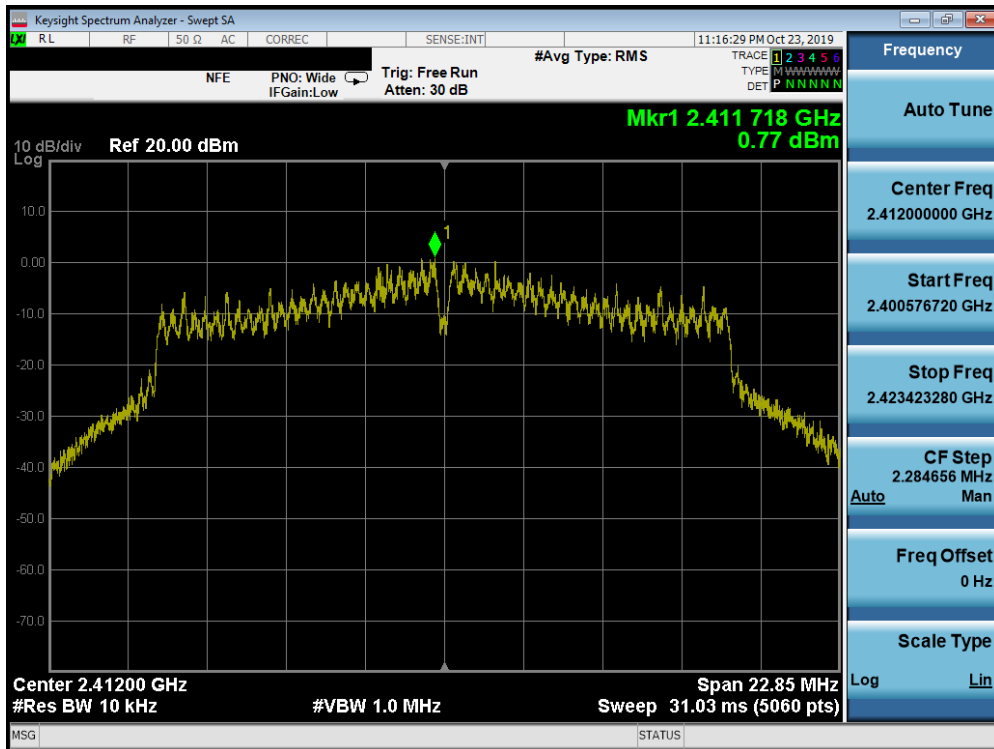 Keysight Spectrum Analyzer - Swept SA
LXI RL RF 50 Ω AC CORREC SENSE:INT 11:16:29 PM Oct 23, 2019
NFE PNO: Wide IFGain:Low Trig: Free Run Atten: 30 dB #Avg Type: RMS
TRACE 1 2 3 4 5 6
TYPE M WWWWW
DET P N N N N N
Mkr1 2.411 718 GHz
0.77 dBm
10 dB/div Ref 20.00 dBm
Log
10.0
1
0.00
-10.0
-20.0
-30.0
-40.0
-50.0
-60.0
-70.0
Center 2.41200 GHz Span 22.85 MHz
#Res BW 10 kHz #VBW 1.0 MHz Sweep 31.03 ms (5060 pts)
MSG STATUS
Frequency
Auto Tune
Center Freq
2.412000000 GHz
Start Freq
2.400576720 GHz
Stop Freq
2.423423280 GHz
CF Step
2.284656 MHz
Auto Man
Freq Offset
0 Hz
Scale Type
Log Lin